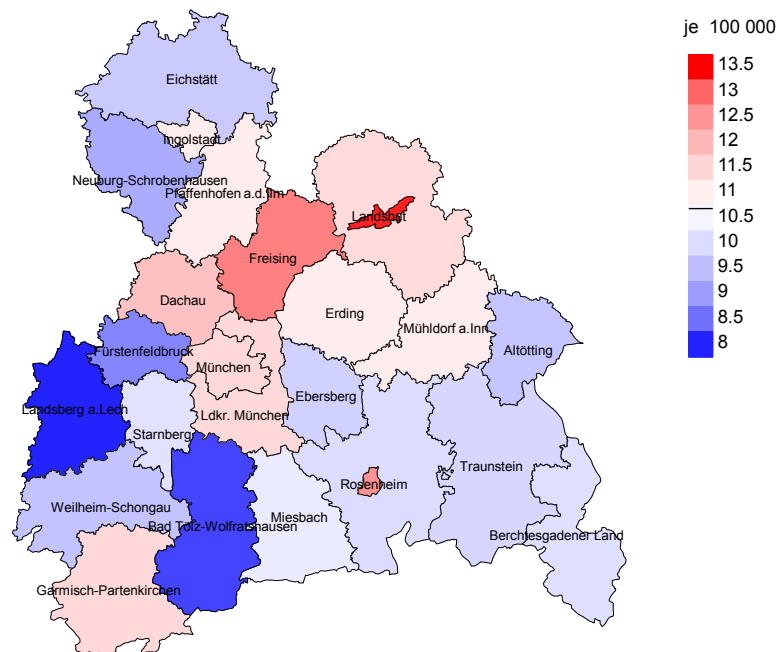 je 100 000
13.5
13
12.5
12
11.5
11
10.5
10
9.5
9
8.5
8
Eichstätt
Ingolstadt
Neuburg-Schrobenhausen
Pfaffenhofen a.d.Ilm
Landshut
Freising
Dachau
Erding
Mühldorf a.Inn
Fürstenfeldbruck
Altötting
München
Ebersberg
Landsberg a.Lech
Ldkr. München
Starnberg
Traunstein
Rosenheim
Weilheim-Schongau
Miesbach
Bad Tölz-Wolfratshausen
Berchtesgadener Land
Garmisch-Partenkirchen